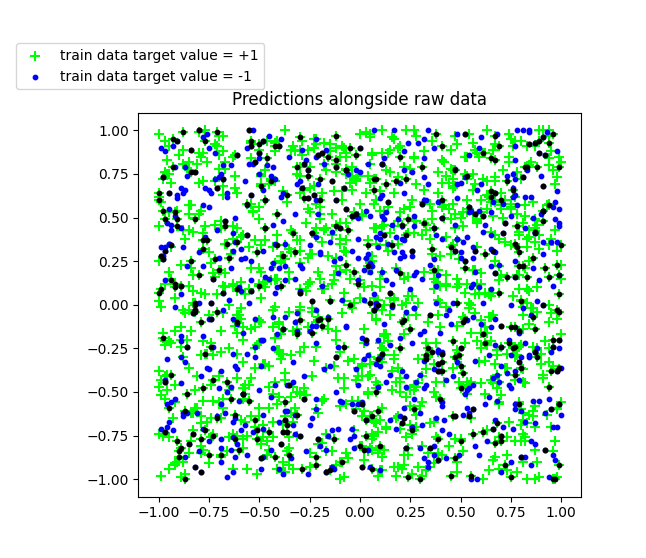 train data target value = +1
train data target value = -1
Predictions alongside raw data
1.00
0.75
0.50
0.25
0.00
−0.25
−0.50
−0.75
−1.00
−1.00 −0.75 −0.50 −0.25 0.00 0.25 0.50 0.75 1.00